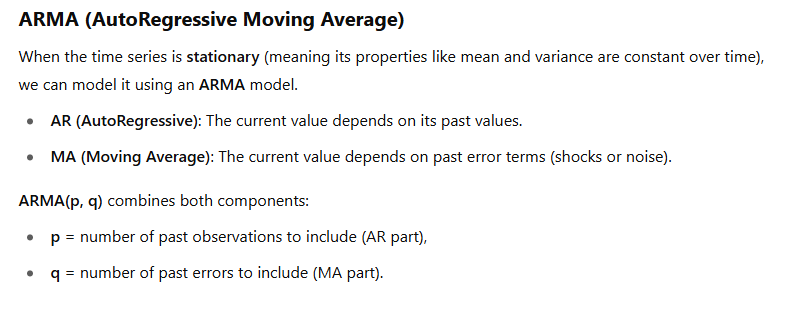 ARMA (AutoRegressive Moving Average)
When the time series is stationary (meaning its properties like mean and variance are constant over time),
we can model it using an ARMA model.
• AR (AutoRegressive): The current value depends on its past values.
• MA (Moving Average): The current value depends on past error terms (shocks or noise).
ARMA(p, q) combines both components:
• p = number of past observations to include (AR part),
• q = number of past errors to include (MA part).